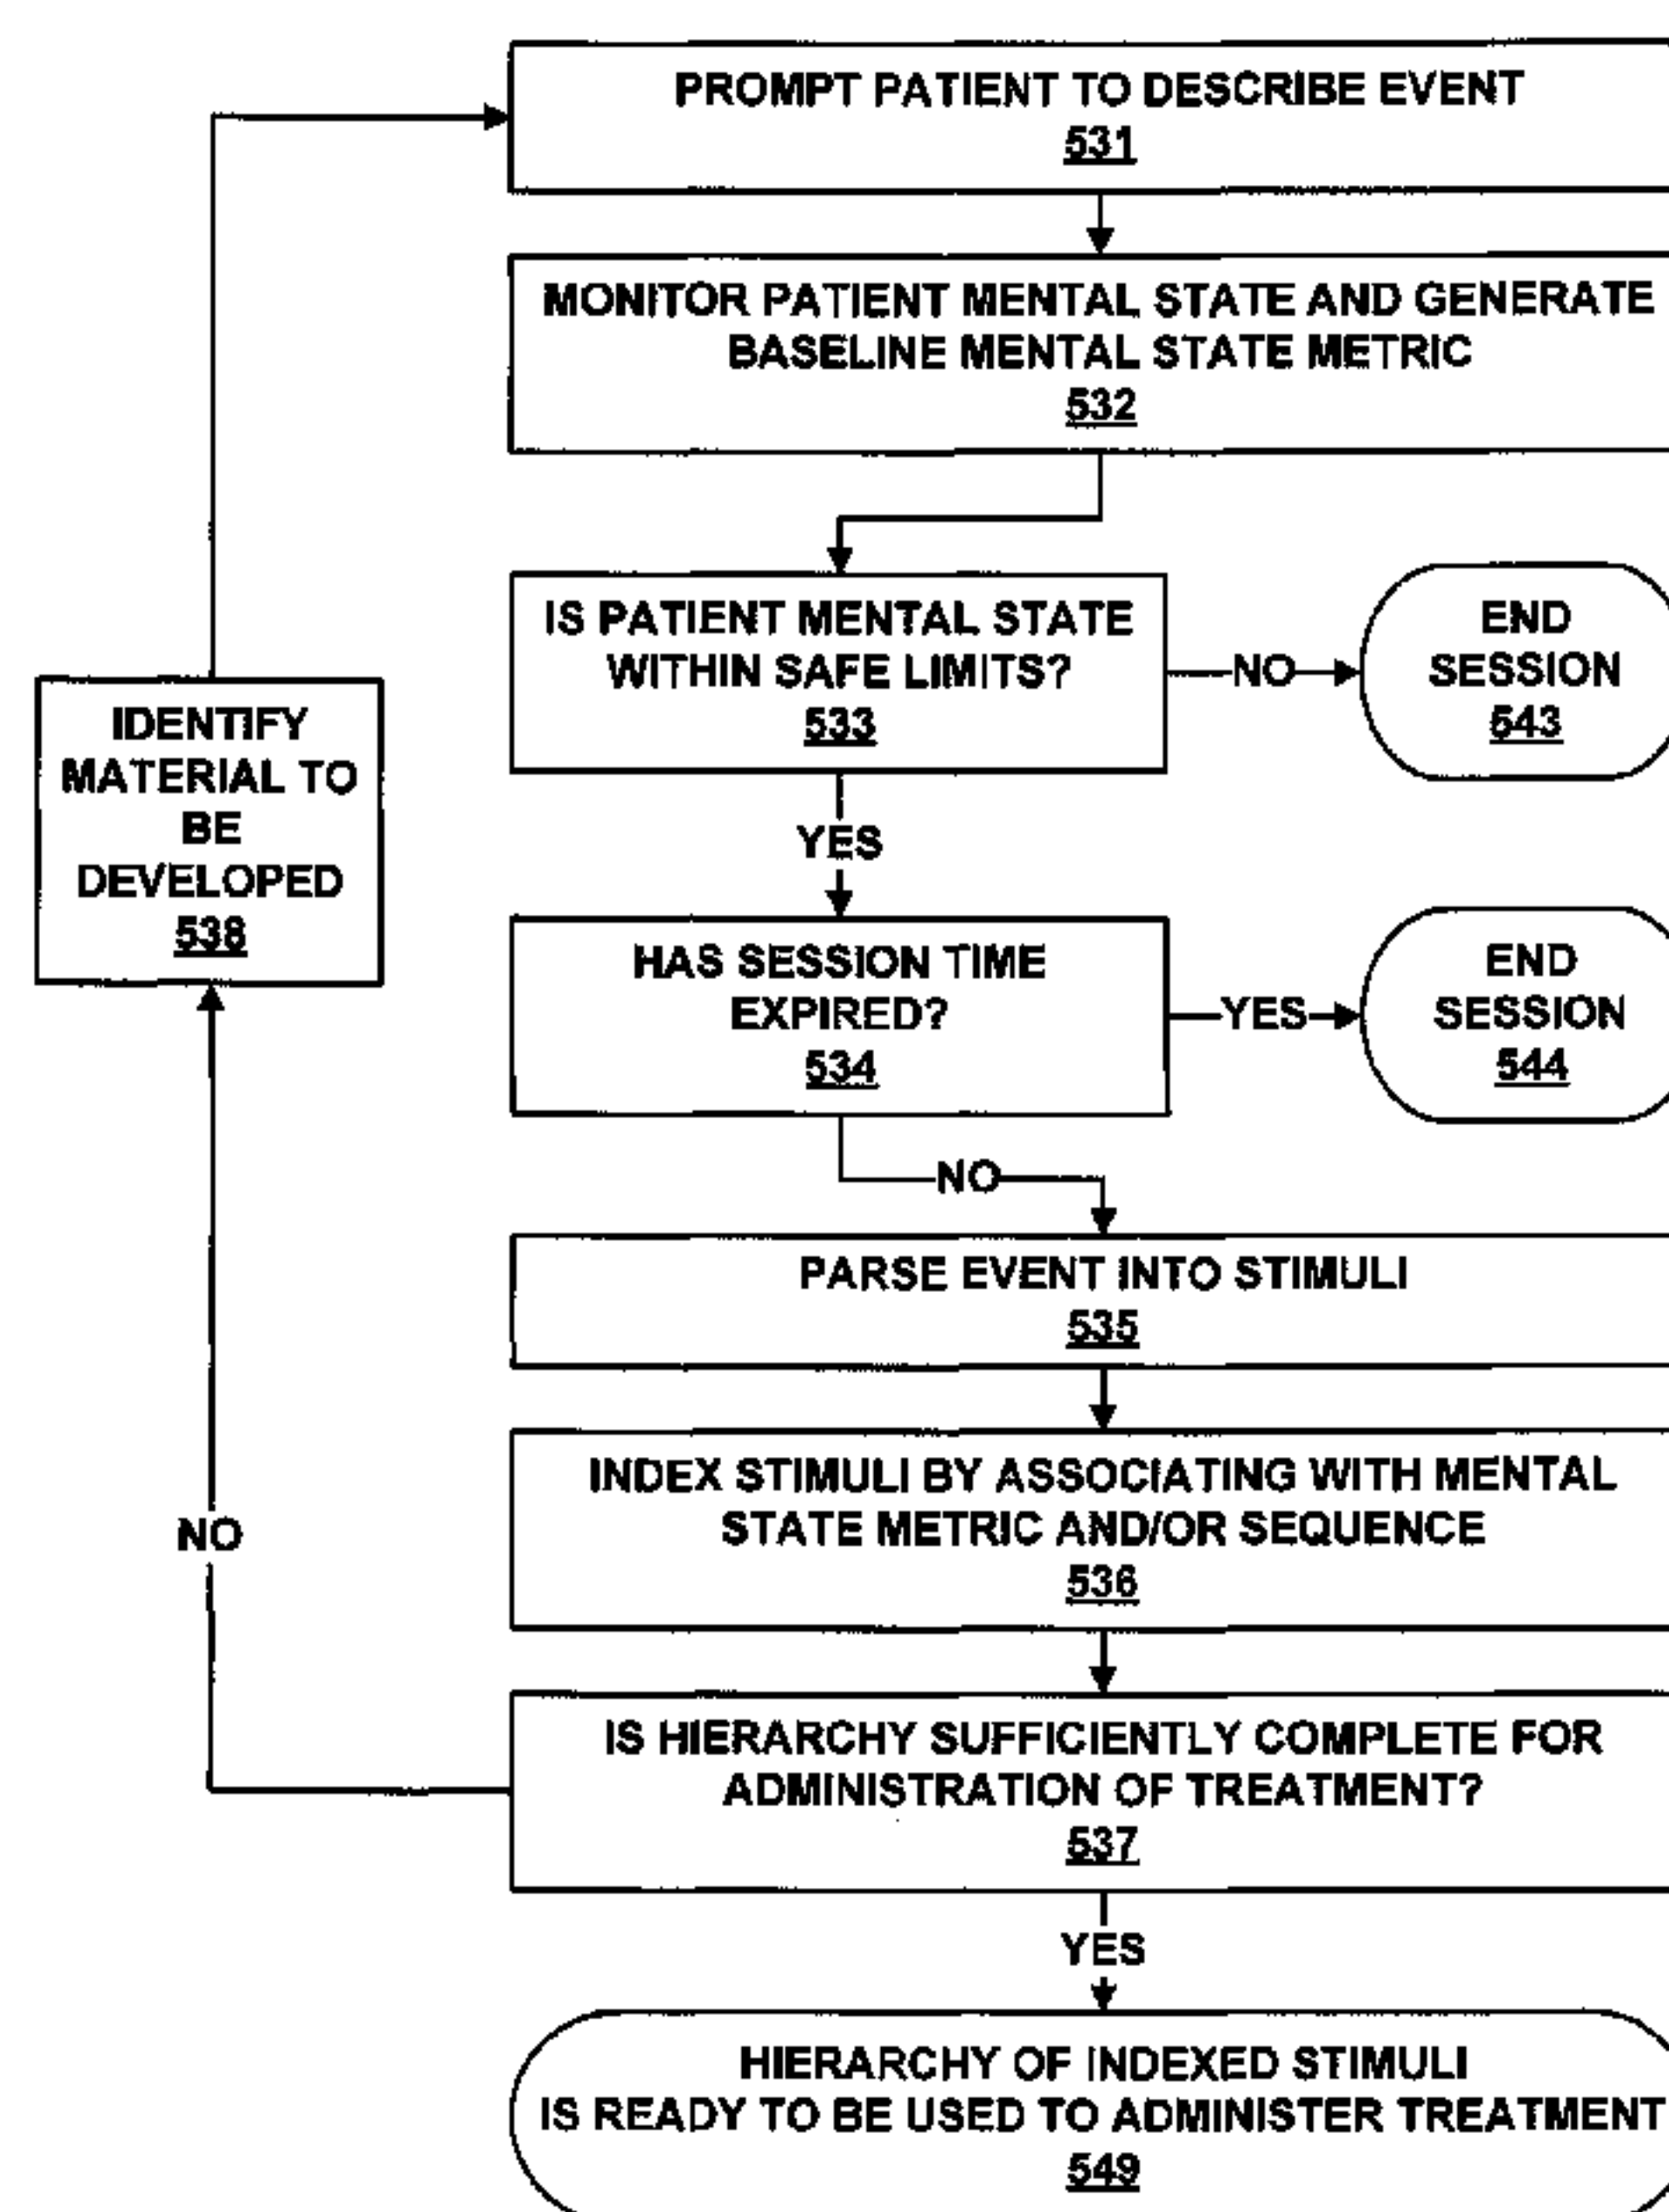 PROMPT PATIENT TO DESCRIBE EVENT
531
MONITOR PATIENT MENTAL STATE AND GENERATE
BASELINE MENTAL STATE METRIC
532
IS PATIENT MENTAL STATE
WITHIN SAFE LIMITS?
533
NO
END
SESSION
543
IDENTIFY
MATERIAL TO
BE
DEVELOPED
538
YES
HAS SESSION TIME
EXPIRED?
534
YES
END
SESSION
544
NO
PARSE EVENT INTO STIMULI
535
INDEX STIMULI BY ASSOCIATING WITH MENTAL
STATE METRIC AND/OR SEQUENCE
536
NO
IS HIERARCHY SUFFICIENTLY COMPLETE FOR
ADMINISTRATION OF TREATMENT?
537
YES
HIERARCHY OF INDEXED STIMULI
IS READY TO BE USED TO ADMINISTER TREATMENT
549